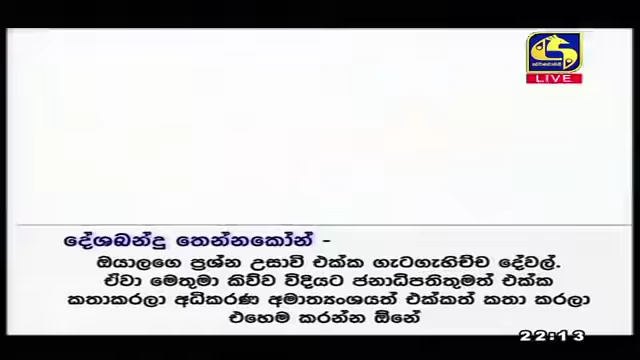 LIVE
දේශබන්දු තෙන්නකෝන් -
ඔයාලගෙ ප්‍රශ්න උසාවි එක්ක ගැටගැහිච්ච දේවල්.
ඒවා මෙතුමා කිව්ව විදියට ජනාධිපතිතුමත් එක්ක
කතාකරලා අධිකරණ අමාත්‍යංශයත් එක්කත් කතා කරලා
එහෙම කරන්න ඕනේ
22:13